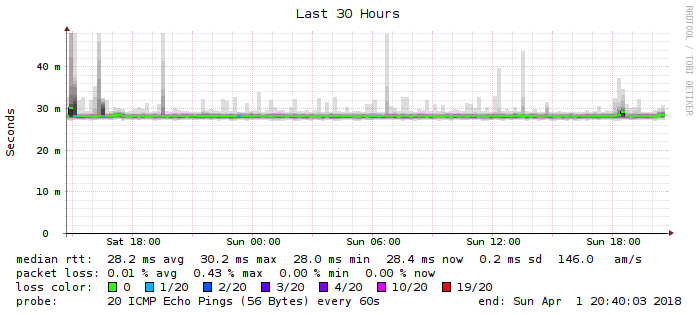 Last 30 Hours
RRDTOOL / TOBI OETIKER
Seconds
40 m
30 m
20 m
10 m
0
Sat 18:00 Sun 00:00 Sun 06:00 Sun 12:00 Sun 18:00
median rtt: 28.2 ms avg 30.2 ms max 28.0 ms min 28.4 ms now 0.2 ms sd 146.0 am/s
packet loss: 0.01 % avg 0.43 % max 0.00 % min 0.00 % now
loss color: 0 1/20 2/20 3/20 4/20 10/20 19/20
probe: 20 ICMP Echo Pings (56 Bytes) every 60s end: Sun Apr 1 20:40:03 2018